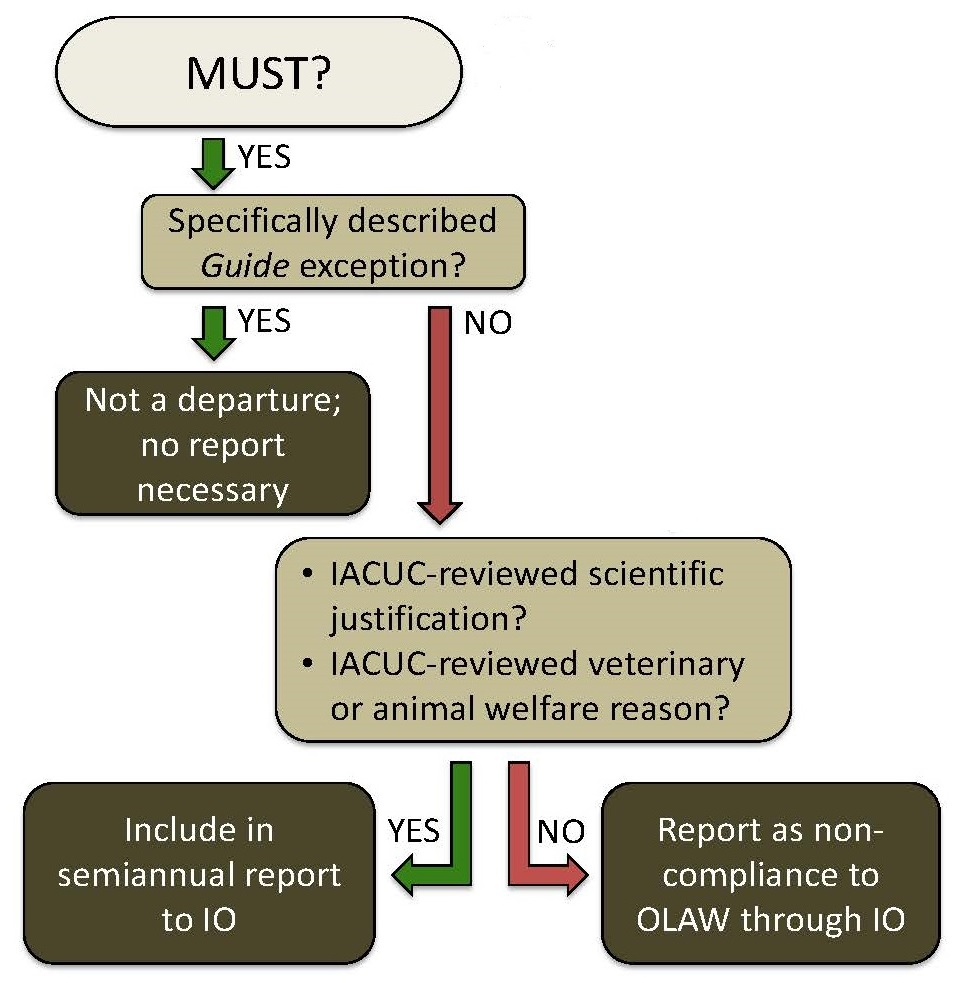 MUST?
YES
Specifically described
Guide exception?
YES
NO
Not a departure;
no report
necessary
• IACUC-reviewed scientific
justification?
• IACUC-reviewed veterinary
or animal welfare reason?
YES
NO
Include in
semiannual report
to IO
Report as non-
compliance to
OLAW through IO